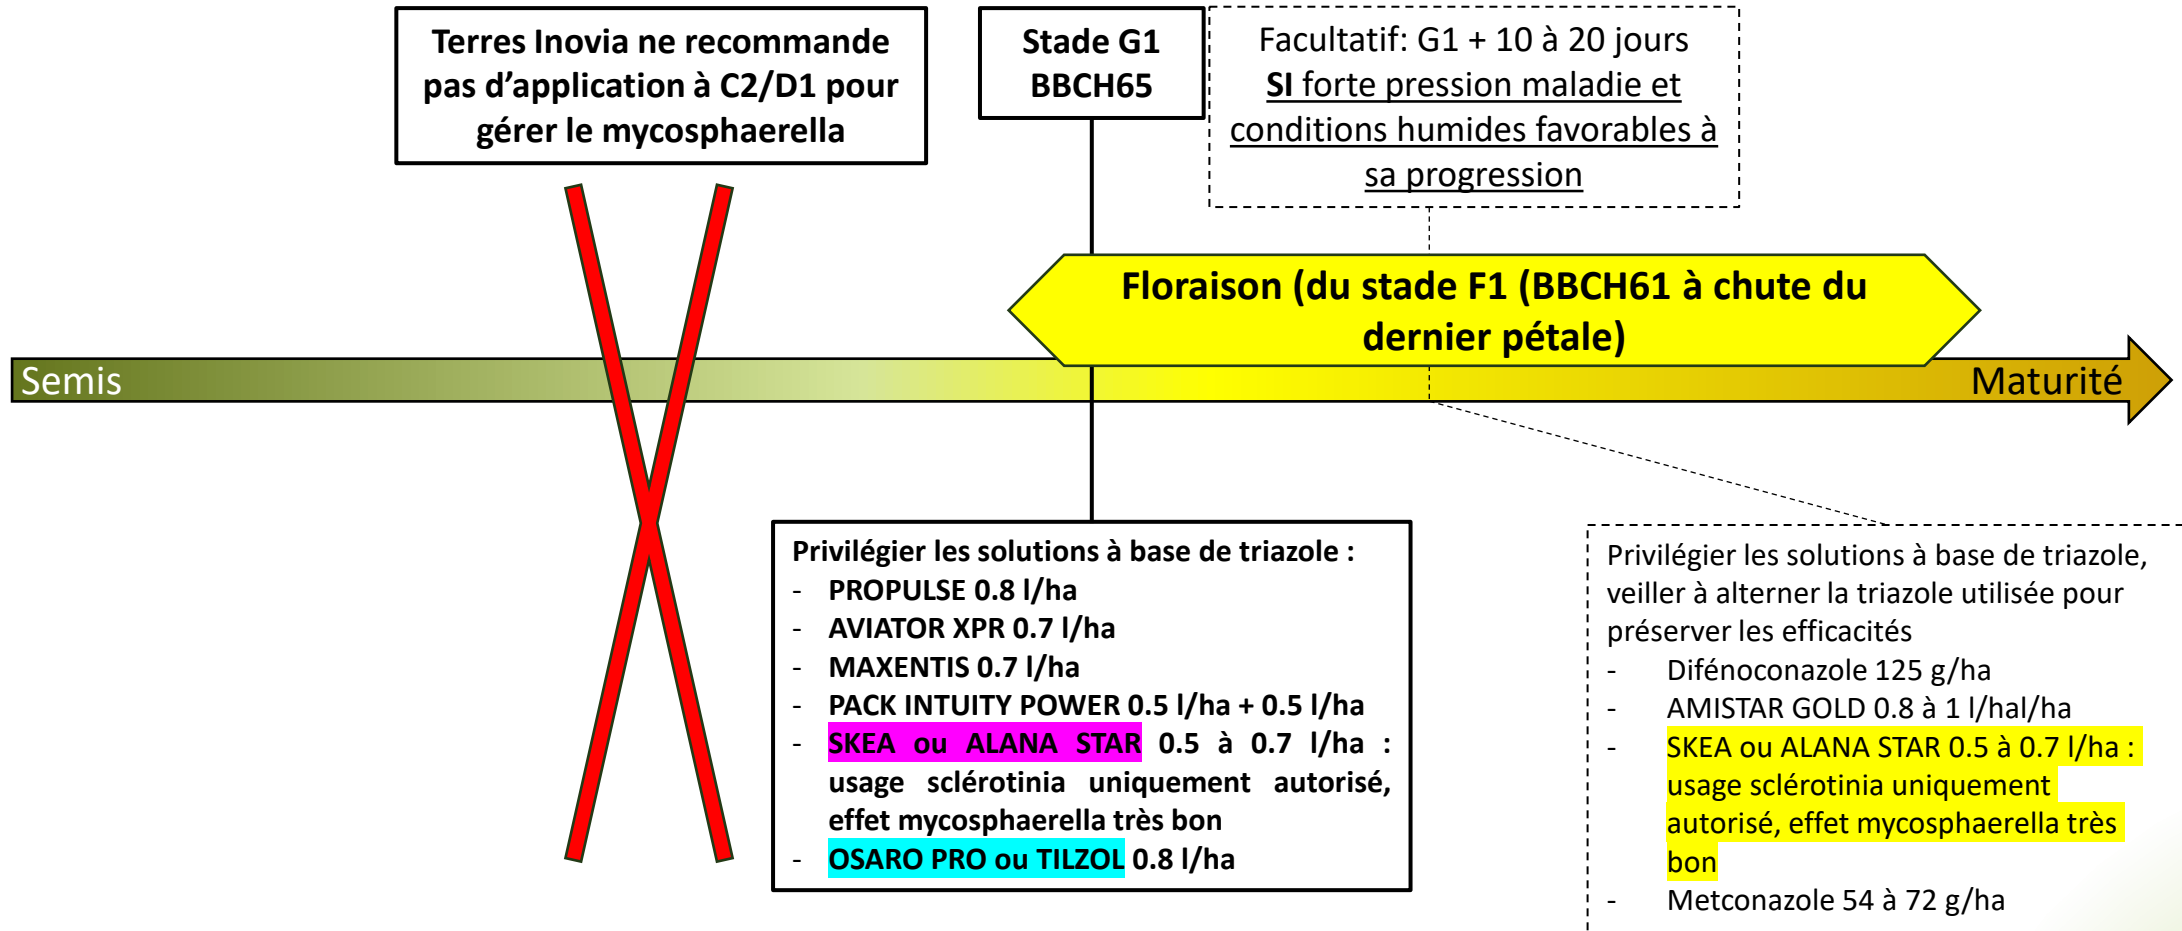 Terres Inovia ne recommande
pas d'application à C2/D1 pour
gérer le mycosphaerella
Stade G1
BBCH65
Facultatif: G1 + 10 à 20 jours
SI forte pression maladie et
conditions humides favorables à
sa progression
Floraison (du stade F1 (BBCH61 à chute du
dernier pétale)
Semis
Maturité
Privilégier les solutions à base de triazole :
- PROPULSE 0.8 l/ha
- AVIATOR XPR 0.7 l/ha
- MAXENTIS 0.7 l/ha
- PACK INTUITY POWER 0.5 l/ha + 0.5 l/ha
- SKEA ou ALANA STAR 0.5 à 0.7 l/ha :
usage sclérotinia uniquement autorisé,
effet mycosphaerella très bon
- OSARO PRO ou TILZOL 0.8 l/ha
Privilégier les solutions à base de triazole,
veiller à alterner la triazole utilisée pour
préserver les efficacités
- Difénoconazole 125 g/ha
- AMISTAR GOLD 0.8 à 1 l/hal/ha
- SKEA ou ALANA STAR 0.5 à 0.7 l/ha :
usage sclérotinia uniquement
autorisé, effet mycosphaerella très
bon
- Metconazole 54 à 72 g/ha